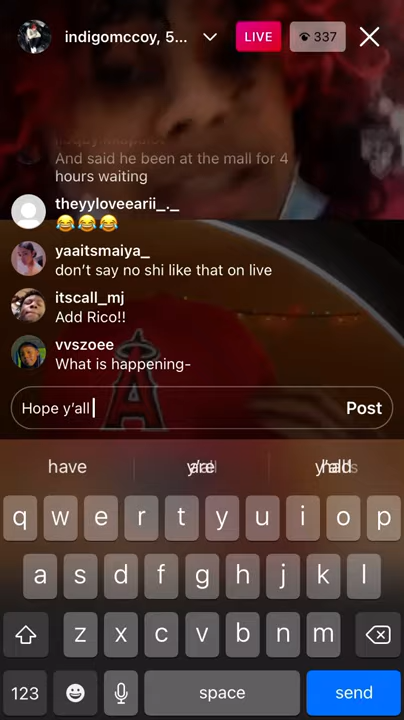 indigomccoy, 5...
LIVE
337
And said he been at the mall for 4
hours waiting
theyyloveearii_._
😂😂😂
yaaitsmaiya_
don't say no shi like that on live
itscall_mj
Add Rico!!
vvszoee
What is happening-
Hope y'all
Post
A
have
q w e r t y u i o p
a s d f g h j k l
z x c v b n m
123
space
send